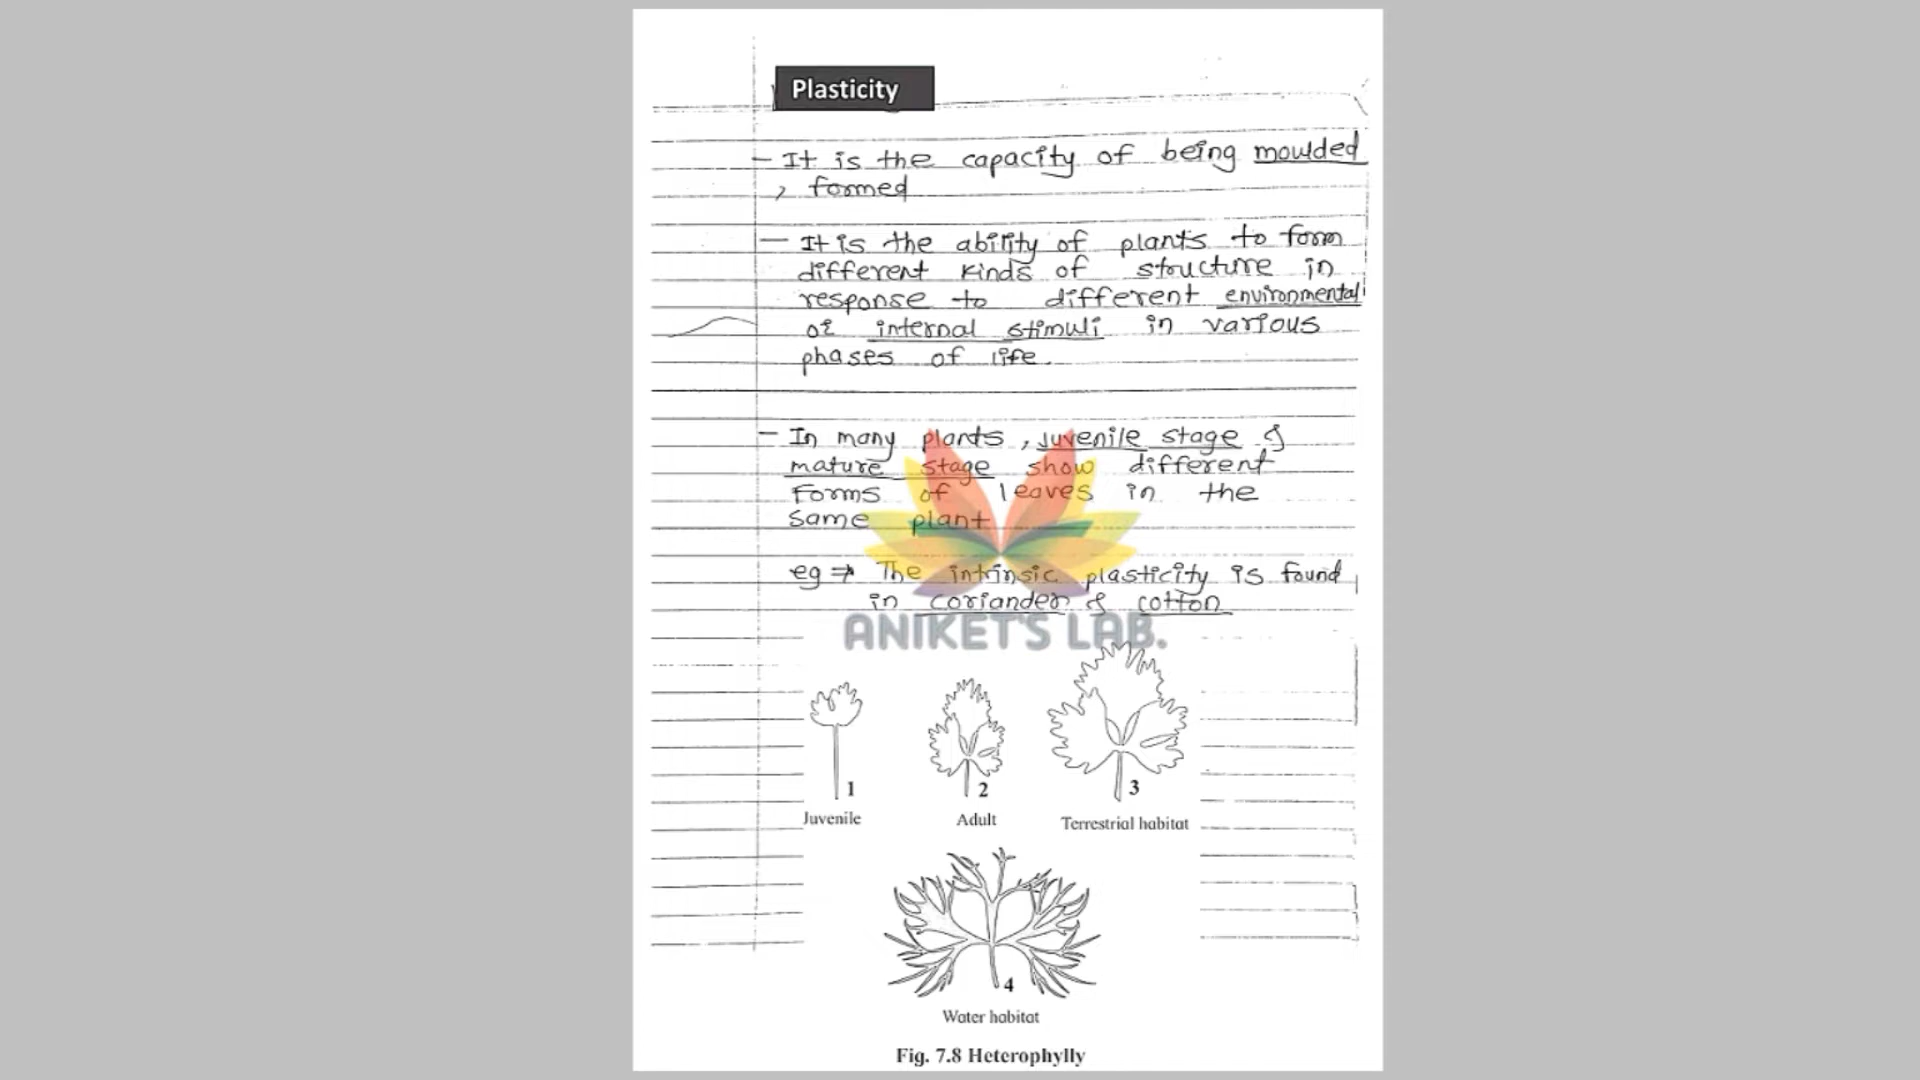 Plasticity
- It is the capacity of being moulded
, formed
- It is the ability of plants to form
different kinds of structure in
response to different environmental
or internal stimuli in various
phases of life.
- In many plants, juvenile stage &
mature stage show different
forms of leaves in the
same plant
eg ⇒ The intrinsic plasticity is found
in coriander & cotton
ANIKET'S LAB.
1
2
3
Juvenile
Adult
Terrestrial habitat
4
Water habitat
Fig. 7.8 Heterophylly